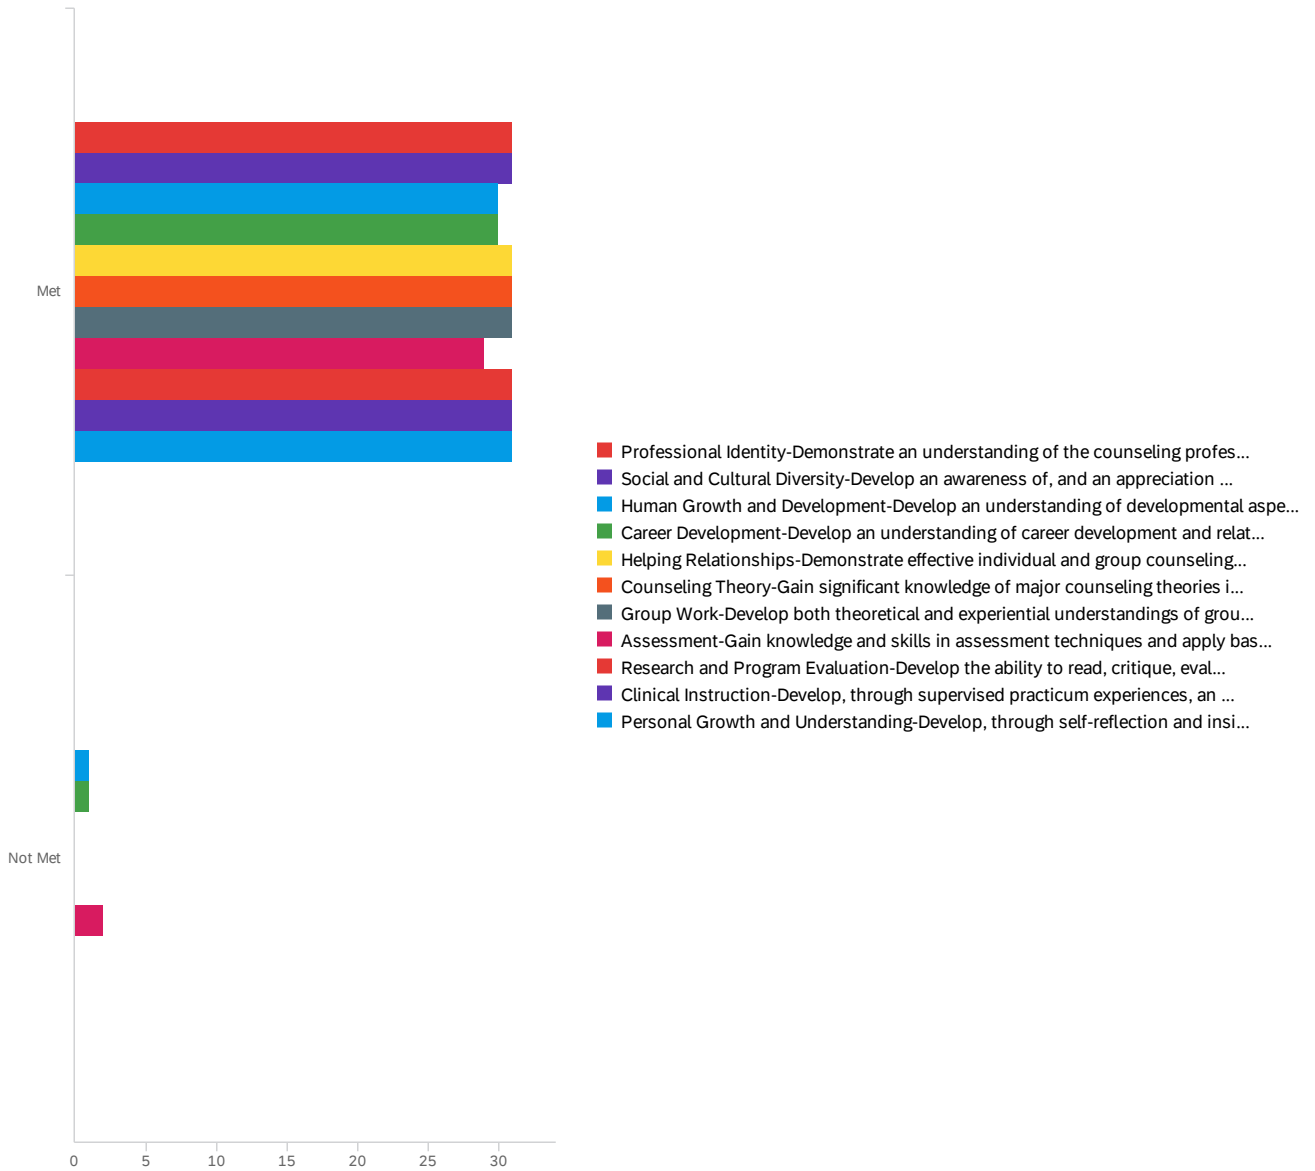 Met
Not Met
0 5 10 15 20 25 30
Professional Identity-Demonstrate an understanding of the counseling profes...
Social and Cultural Diversity-Develop an awareness of, and an appreciation ...
Human Growth and Development-Develop an understanding of developmental aspe...
Career Development-Develop an understanding of career development and relat...
Helping Relationships-Demonstrate effective individual and group counseling...
Counseling Theory-Gain significant knowledge of major counseling theories i...
Group Work-Develop both theoretical and experiential understandings of grou...
Assessment-Gain knowledge and skills in assessment techniques and apply bas...
Research and Program Evaluation-Develop the ability to read, critique, eval...
Clinical Instruction-Develop, through supervised practicum experiences, an ...
Personal Growth and Understanding-Develop, through self-reflection and insi...